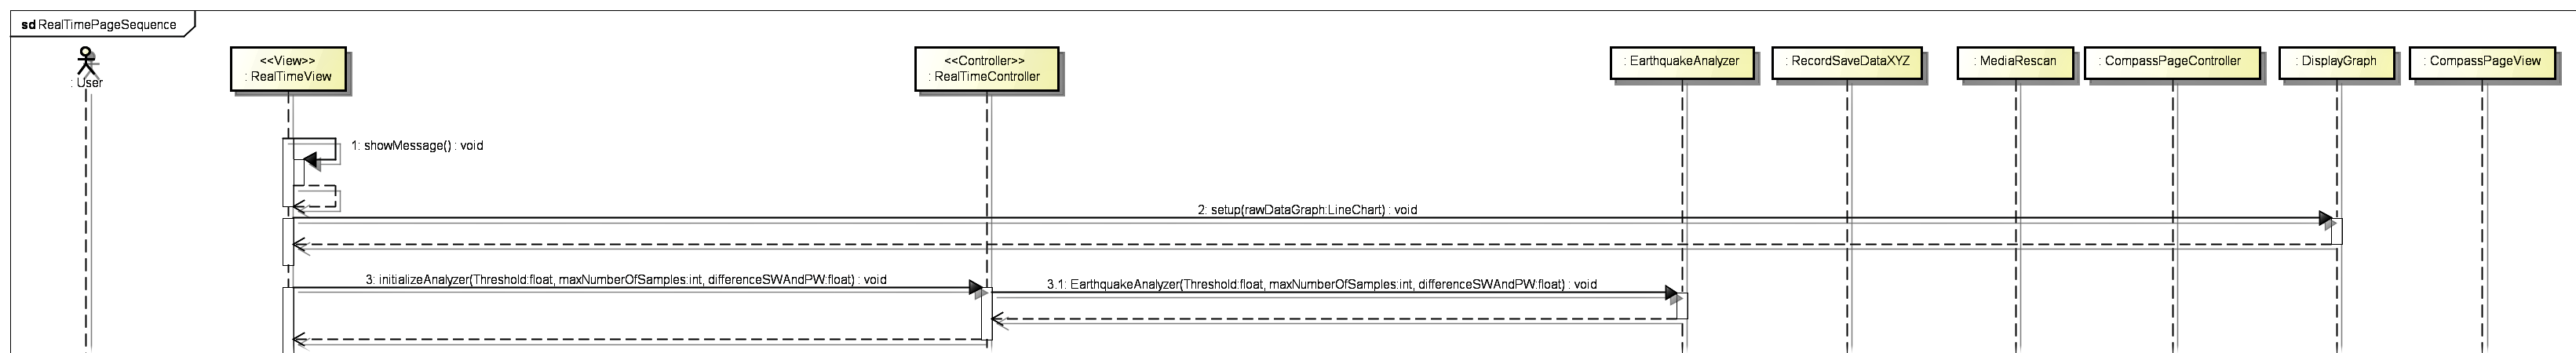 sd RealTimePageSequence
: User
<<View>>
: RealTimeView
<<Controller>>
: RealTimeController
: EarthquakeAnalyzer
: RecordSaveDataXYZ
: MediaRescan
: CompassPageController
: DisplayGraph
: CompassPageView
1: showMessage() : void
2: setup(rawDataGraph:LineChart) : void
3: initializeAnalyzer(Threshold:float, maxNumberOfSamples:int, differenceSWAndPW:float) : void
3.1: EarthquakeAnalyzer(Threshold:float, maxNumberOfSamples:int, differenceSWAndPW:float) : void